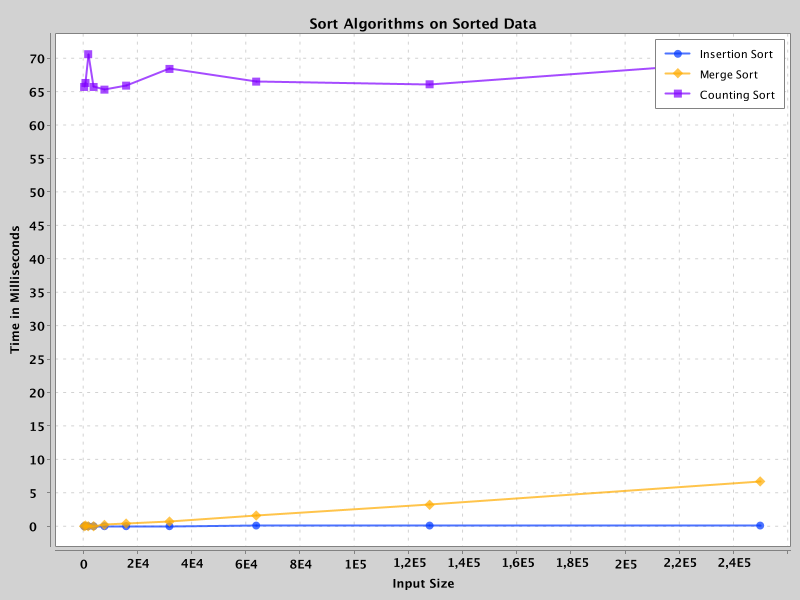 Sort Algorithms on Sorted Data
Insertion Sort
Merge Sort
Counting Sort
70
65
60
55
50
45
40
35
30
25
20
15
10
5
0
Time in Milliseconds
0 2E4 4E4 6E4 8E4 1E5 1,2E5 1,4E5 1,6E5 1,8E5 2E5 2,2E5 2,4E5
Input Size